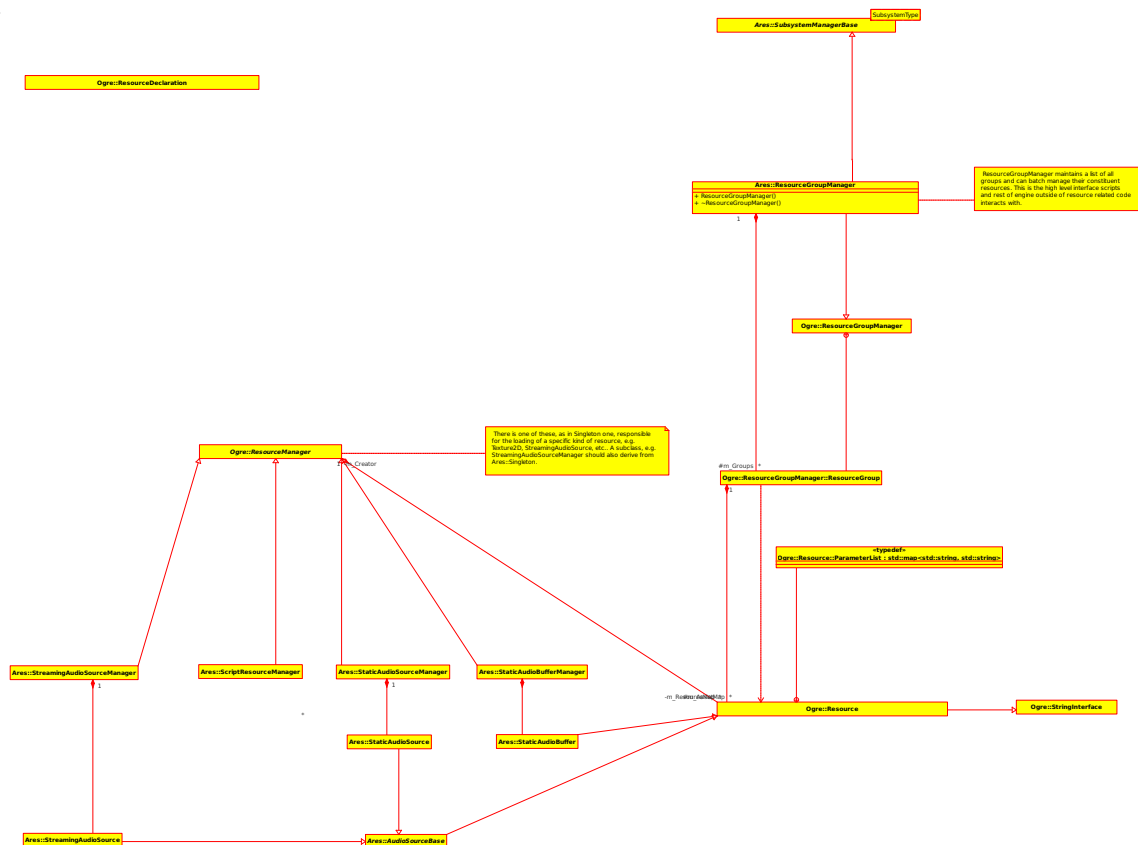 SubsystemType
Ares::SubsystemManagerBase
Ogre::ResourceDeclaration
Ares::ResourceGroupManager
+ ResourceGroupManager()
+ ~ResourceGroupManager()
ResourceGroupManager maintains a list of all
groups and can batch manage their constituent
resources. This is the high level interface scripts
and rest of engine outside of resource related code
interacts with.
1
Ogre::ResourceGroupManager
There is one of these, as in Singleton one, responsible
for the loading of a specific kind of resource, e.g.
Texture2D, StreamingAudioSource, etc.. A subclass, e.g.
StreamingAudioSourceManager should also derive from
Ares::Singleton.
Ogre::ResourceManager
#m_Groups *
Ogre::ResourceGroupManager::ResourceGroup
1
«typedef»
Ogre::Resource::ParameterList : std::map<std::string, std::string>
Ares::StreamingAudioSourceManager
Ares::ScriptResourceManager
Ares::StaticAudioSourceManager
Ares::StaticAudioBufferManager
1
1
*
*
Ogre::Resource
Ogre::StringInterface
Ares::StaticAudioSource
Ares::StaticAudioBuffer
Ares::StreamingAudioSource
Ares::AudioSourceBase